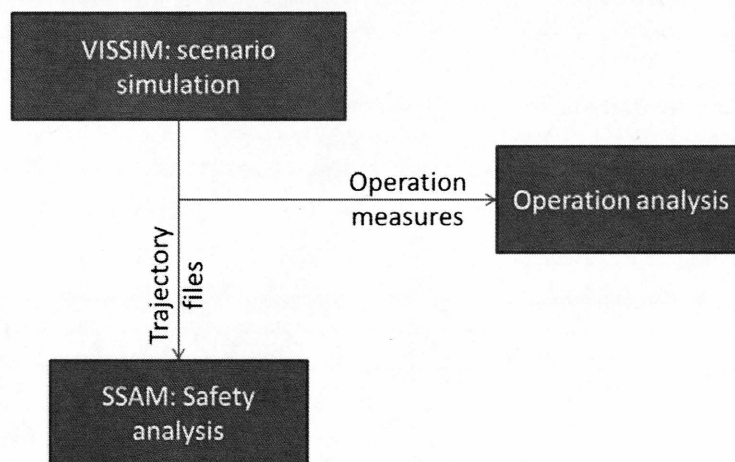 VISSIM: scenario
simulation
Operation
measures
Operation analysis
Trajectory
files
SSAM: Safety
analysis